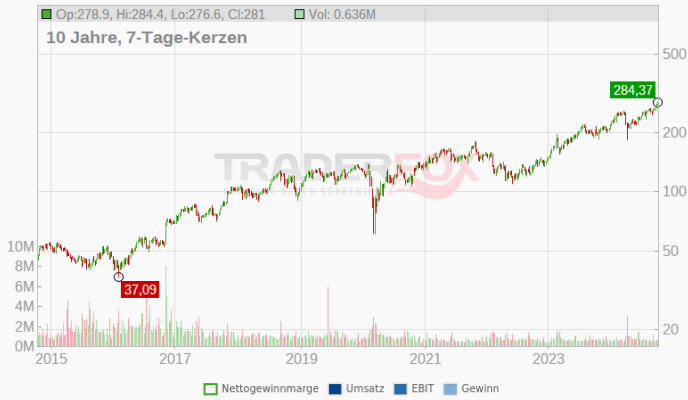 Op:278.9, Hi:284.4, Lo:276.6, Cl:281 Vol: 0.636M
10 Jahre, 7-Tage-Kerzen
500
284,37
200
TRADERFOX
100
10M
50
8M
37,09
6M
4M
2M
20
0M
2015 2017 2019 2021 2023
Nettogewinnmarge Umsatz EBIT Gewinn